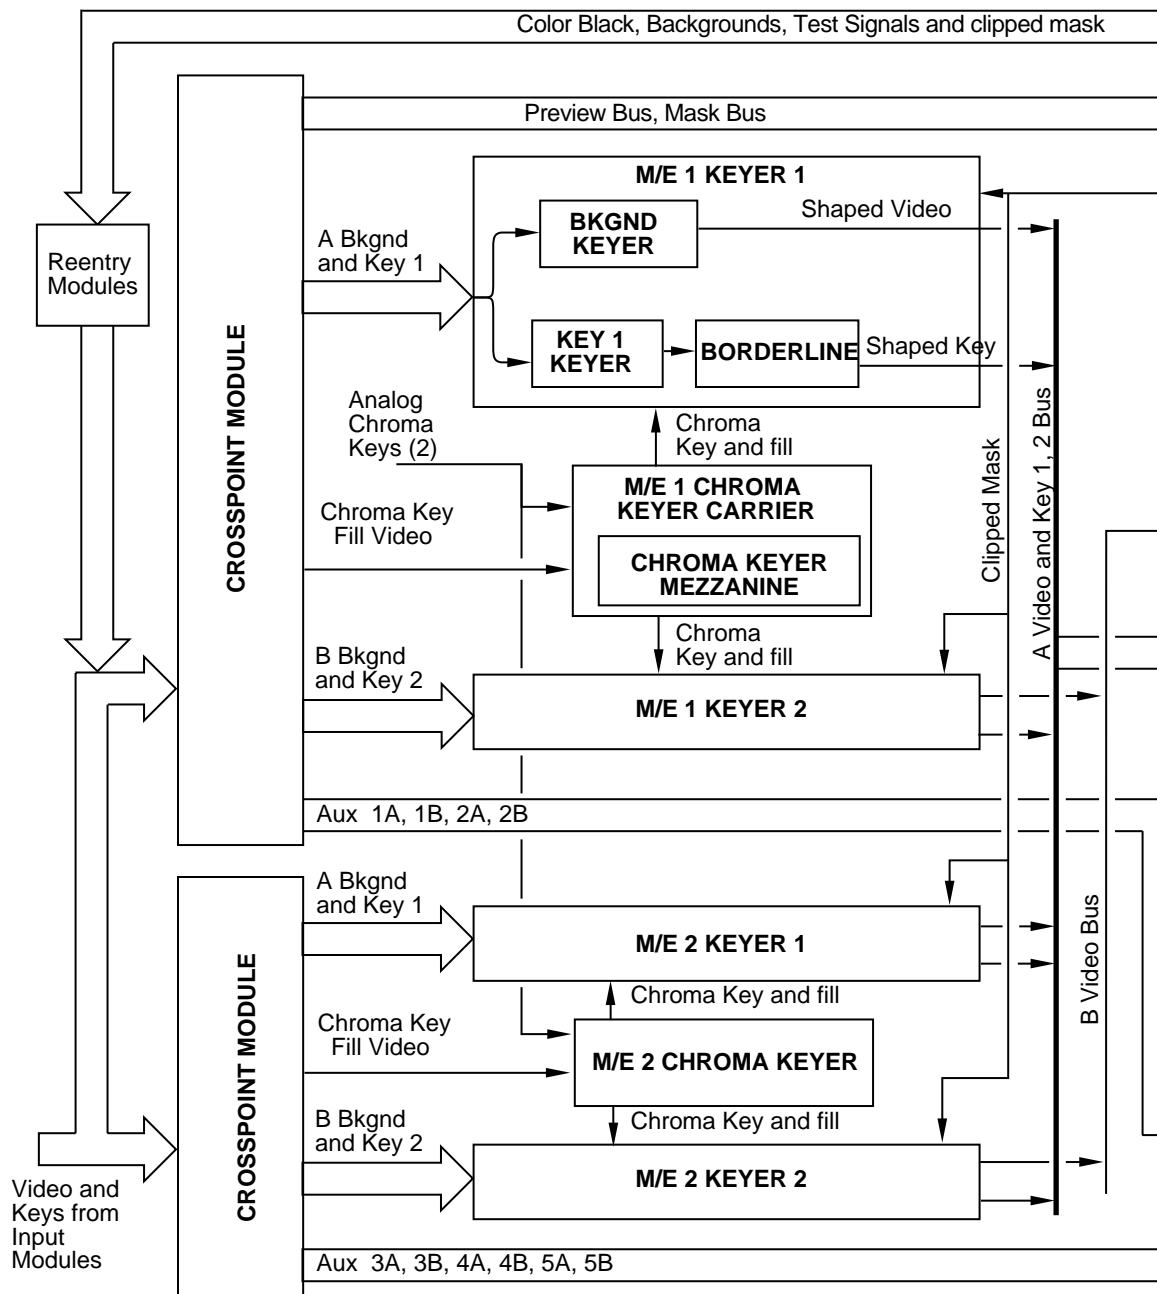 Color Black, Backgrounds, Test Signals and clipped mask
Preview Bus, Mask Bus
M/E 1 KEYER 1
Shaped Video
BKGND
KEYER
A Bkgnd
and Key 1
Reentry
Modules
KEY 1
KEYER
BORDERLINE
Shaped Key
CROSSPOINT MODULE
Analog
Chroma
Keys (2)
Chroma
Key and fill
M/E 1 CHROMA
KEYER CARRIER
Chroma Key
Fill Video
CHROMA KEYER
MEZZANINE
Clipped Mask
A Video and Key 1, 2 Bus
Chroma
Key and fill
B Bkgnd
and Key 2
M/E 1 KEYER 2
Aux 1A, 1B, 2A, 2B
A Bkgnd
and Key 1
M/E 2 KEYER 1
B Video Bus
CROSSPOINT MODULE
Chroma Key and fill
Chroma Key
Fill Video
M/E 2 CHROMA KEYER
Chroma Key and fill
B Bkgnd
and Key 2
M/E 2 KEYER 2
Video and
Keys from
Input
Modules
Aux 3A, 3B, 4A, 4B, 5A, 5B